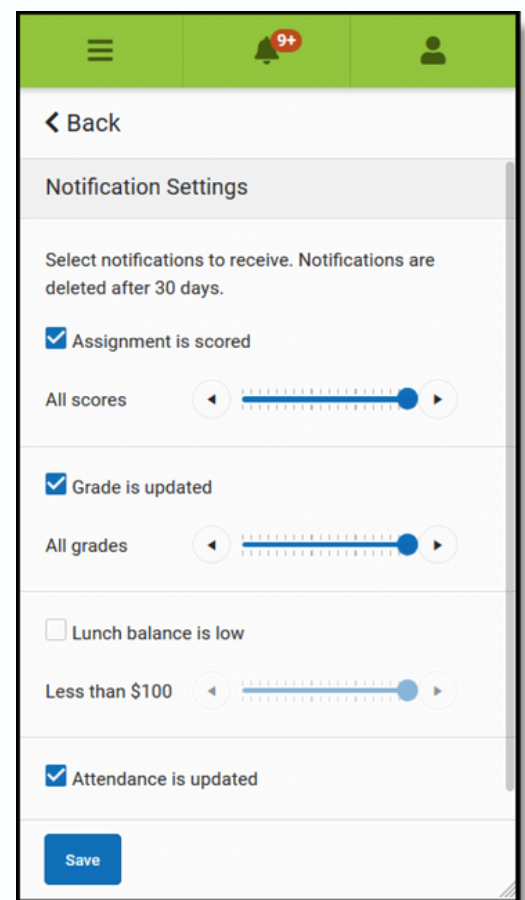 9+
Back
Notification Settings
Select notifications to receive. Notifications are
deleted after 30 days.
Assignment is scored
All scores
Grade is updated
All grades
Lunch balance is low
Less than $100
Attendance is updated
Save